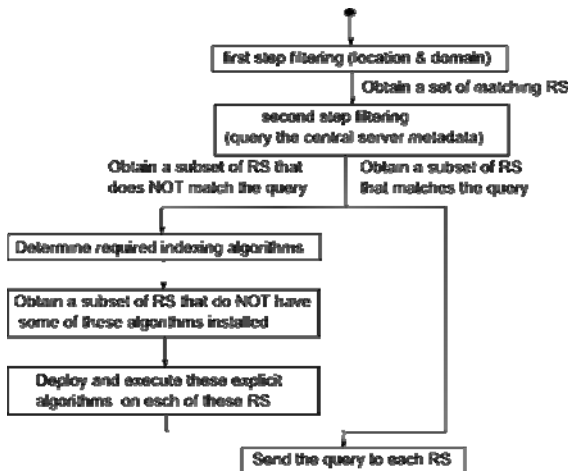 first step filtering (location & domain)
Obtain a set of matching RS
second step filtering
(query the central server metadata)
Obtain a subset of RS that
does NOT match the query
Obtain a subset of RS
that matches the query
Determine required indexing algorithms
Obtain a subset of RS that do NOT have
some of these algorithms installed
Deploy and execute these explicit
algorithms on each of these RS
Send the query to each RS